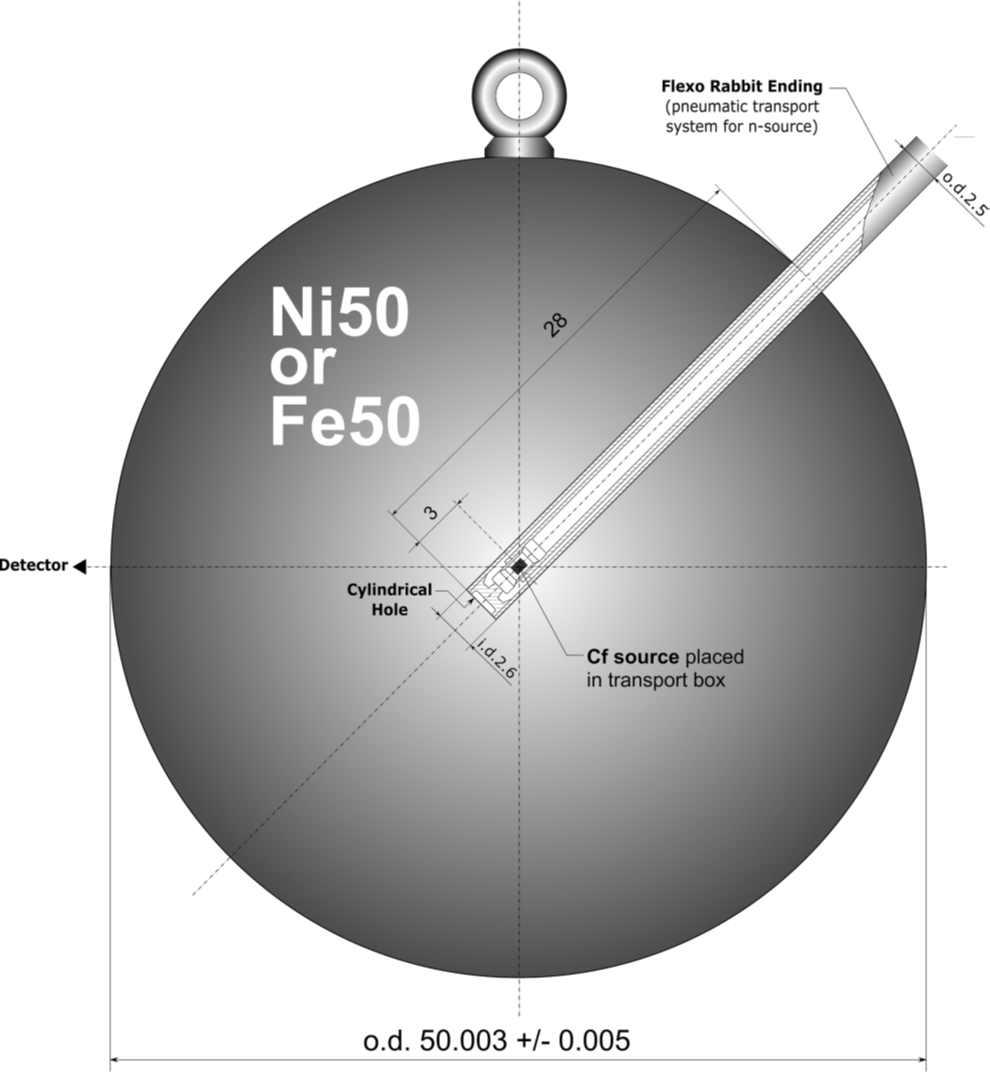 Flexo Rabbit Ending
(pneumatic transport
system for n-source)
o.d.2.5
Ni50
or
Fe50
28
3
Detector
Cylindrical
Hole
i.d.2.6
Cf source placed
in transport box
o.d. 50.003 +/- 0.005